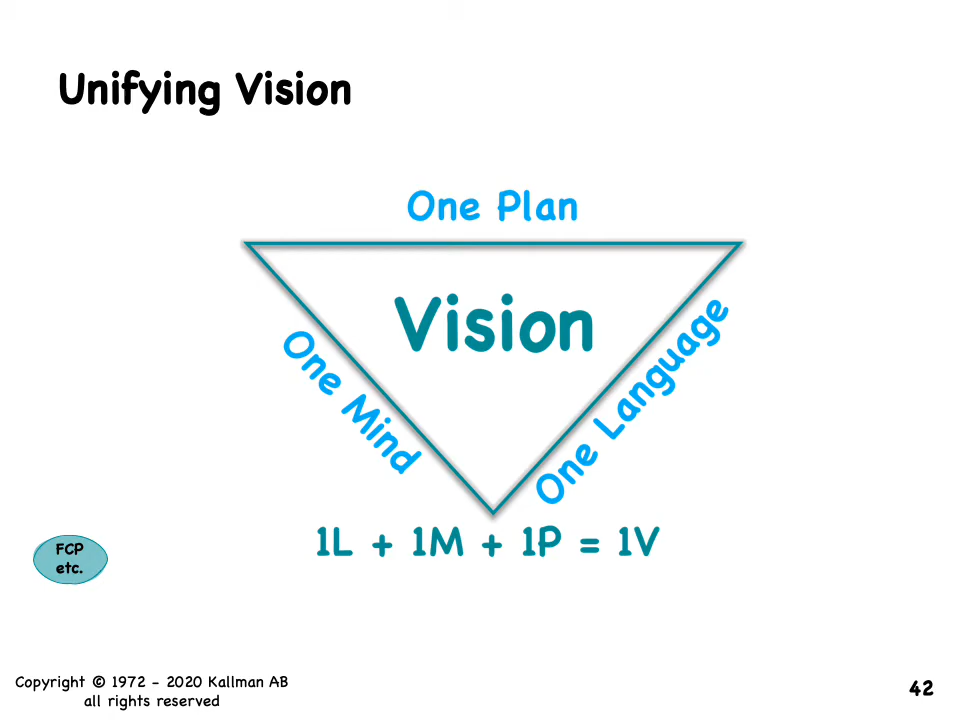 Unifying Vision
One Plan
Vision
One Mind
One Language
1L + 1M + 1P = 1V
FCP
etc.
Copyright © 1972 - 2020 Kallman AB
all rights reserved
42